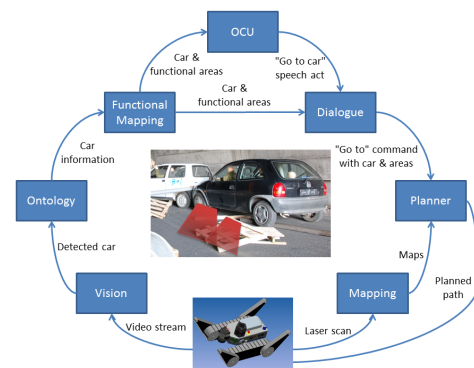 OCU
Car &
functional areas
"Go to car"
speech act
Car &
functional areas
Functional
Mapping
Dialogue
Car
information
"Go to" command
with car & areas
Ontology
Planner
Detected car
Maps
Planned
path
Vision
Mapping
Video stream
Laser scan